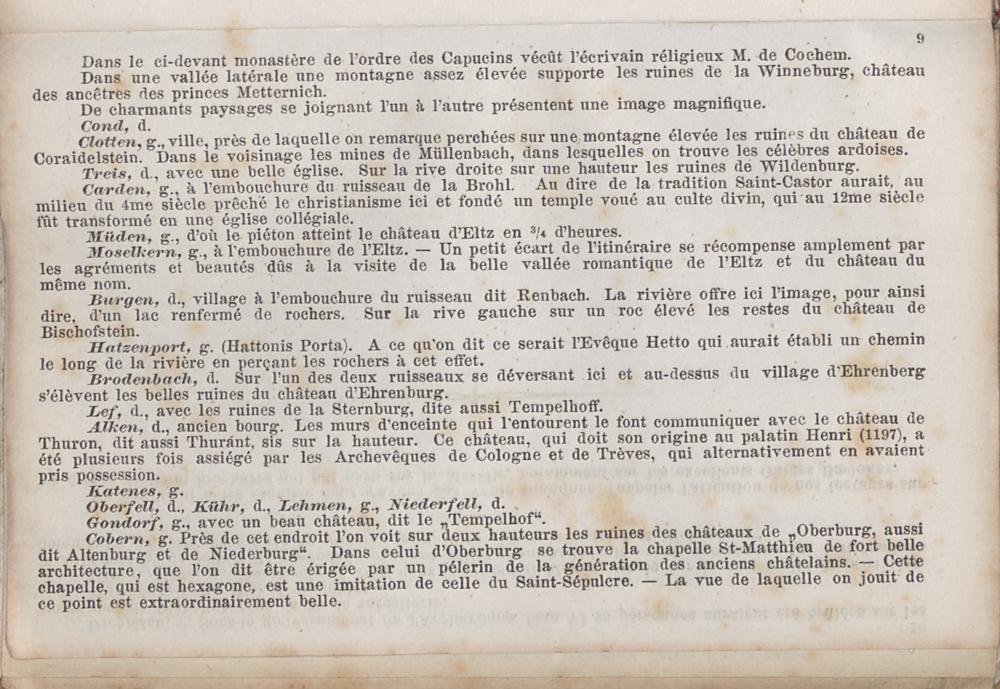 9
Dans le ci-devant monastère de l'ordre des Capucins vécût l'écrivain réligieux M. de Cochem.
Dans une vallée latérale une montagne assez élevée supporte les ruines de la Winneburg, château
des ancêtres des princes Metternich.
De charmants paysages se joignant l'un à l'autre présentent une image magnifique.
Cond, d.
Clotten, g., ville, près de laquelle on remarque perchées sur une montagne élevée les ruines du château de
Coraidelstein. Dans le voisinage les mines de Müllenbach, dans lesquelles on trouve les célèbres ardoises.
Treis, d., avec une belle église. Sur la rive droite sur une hauteur les ruines de Wildenburg.
Carden, g., à l'embouchure du ruisseau de la Brohl. Au dire de la tradition Saint-Castor aurait, au
milieu du 4me siècle prêché le christianisme ici et fondé un temple voué au culte divin, qui au 12me siècle
fût transformé en une église collégiale.
Müden, g., d'où le piéton atteint le château d'Eltz en 3/4 d'heures.
Moselkern, g., à l'embouchure de l'Eltz. — Un petit écart de l'itinéraire se récompense amplement par
les agréments et beautés dûs à la visite de la belle vallée romantique de l'Eltz et du château du
même nom.
Burgen, d., village à l'embouchure du ruisseau dit Renbach. La rivière offre ici l'image, pour ainsi
dire, d'un lac renfermé de rochers. Sur la rive gauche sur un roc élevé les restes du château de
Bischofstein.
Hatzenport, g. (Hattonis Porta). A ce qu'on dit ce serait l'Evêque Hetto qui aurait établi un chemin
le long de la rivière en perçant les rochers à cet effet.
Brodenbach, d. Sur l'un des deux ruisseaux se déversant ici et au-dessus du village d'Ehrenberg
s'élèvent les belles ruines du château d'Ehrenburg.
Lef, d., avec les ruines de la Sternburg, dite aussi Tempelhoff.
Alken, d., ancien bourg. Les murs d'enceinte qui l'entourent le font communiquer avec le château de
Thuron, dit aussi Thuránt, sis sur la hauteur. Ce château, qui doit son origine au palatin Henri (1197), a
été plusieurs fois assiégé par les Archevêques de Cologne et de Trèves, qui alternativement en avaient
pris possession.
Katenes, g.
Oberfell, d., Kühr, d., Lehmen, g., Niederfell, d.
Gondorf, g., avec un beau château, dit le „Tempelhof“.
Cobern, g. Près de cet endroit l'on voit sur deux hauteurs les ruines des châteaux de „Oberburg, aussi
dit Altenburg et de Niederburg“. Dans celui d'Oberburg se trouve la chapelle St-Matthieu de fort belle
architecture, que l'on dit être érigée par un pélerin de la génération des anciens châtelains. — Cette
chapelle, qui est hexagone, est une imitation de celle du Saint-Sépulcre. — La vue de laquelle on jouit de
ce point est extraordinairement belle.